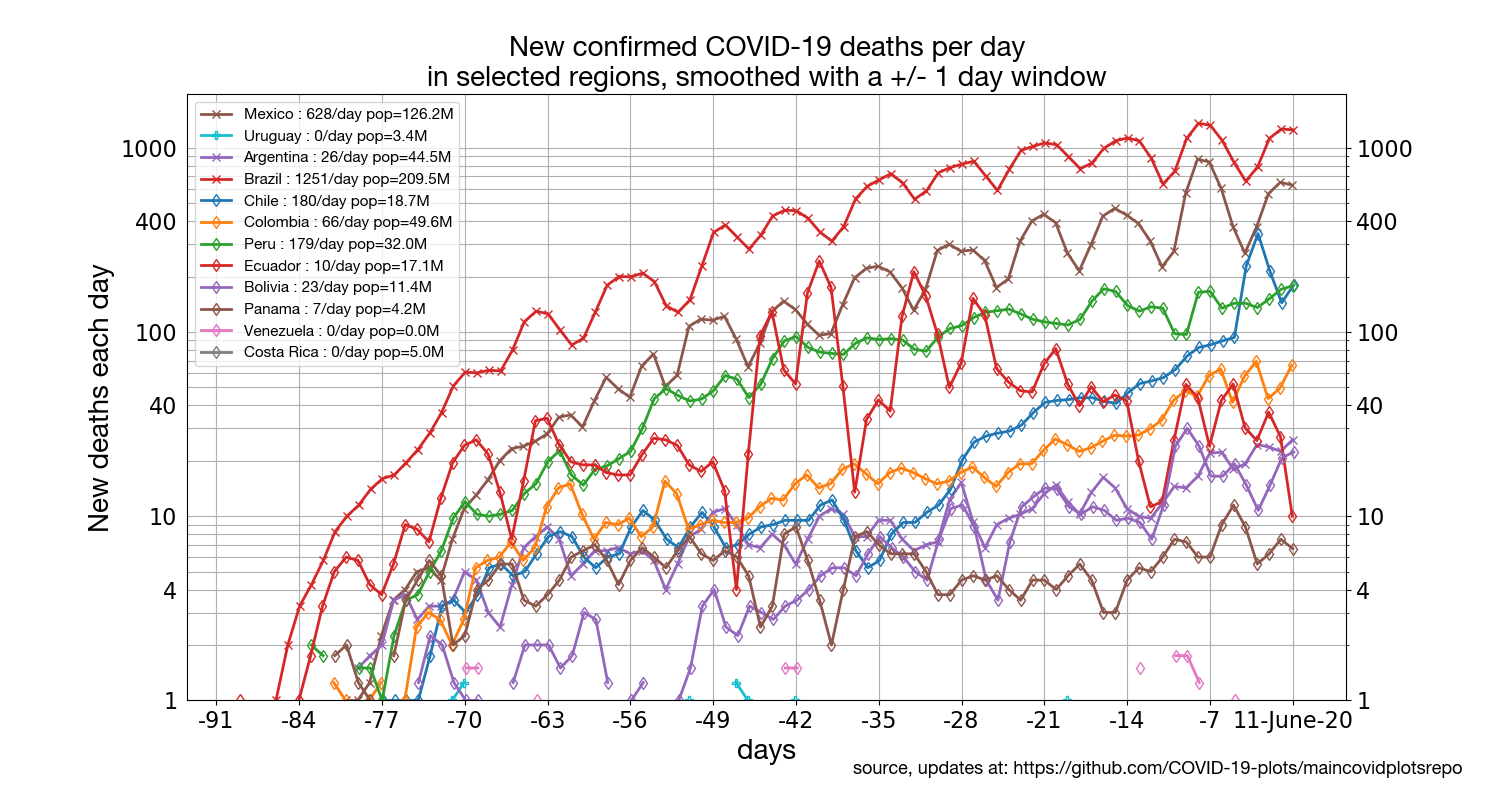 New confirmed COVID-19 deaths per day
in selected regions, smoothed with a +/- 1 day window
Mexico : 628/day pop=126.2M
Uruguay : 0/day pop=3.4M
Argentina : 26/day pop=44.5M
Brazil : 1251/day pop=209.5M
Chile : 180/day pop=18.7M
Colombia : 66/day pop=49.6M
Peru : 179/day pop=32.0M
Ecuador : 10/day pop=17.1M
Bolivia : 23/day pop=11.4M
Panama : 7/day pop=4.2M
Venezuela : 0/day pop=0.0M
Costa Rica : 0/day pop=5.0M
New deaths each day
1000
400
100
40
10
4
1
1000
400
100
40
10
4
1
-91 -84 -77 -70 -63 -56 -49 -42 -35 -28 -21 -14 -7 11-June-20
days
source, updates at: https://github.com/COVID-19-plots/maincovidplotsrepo